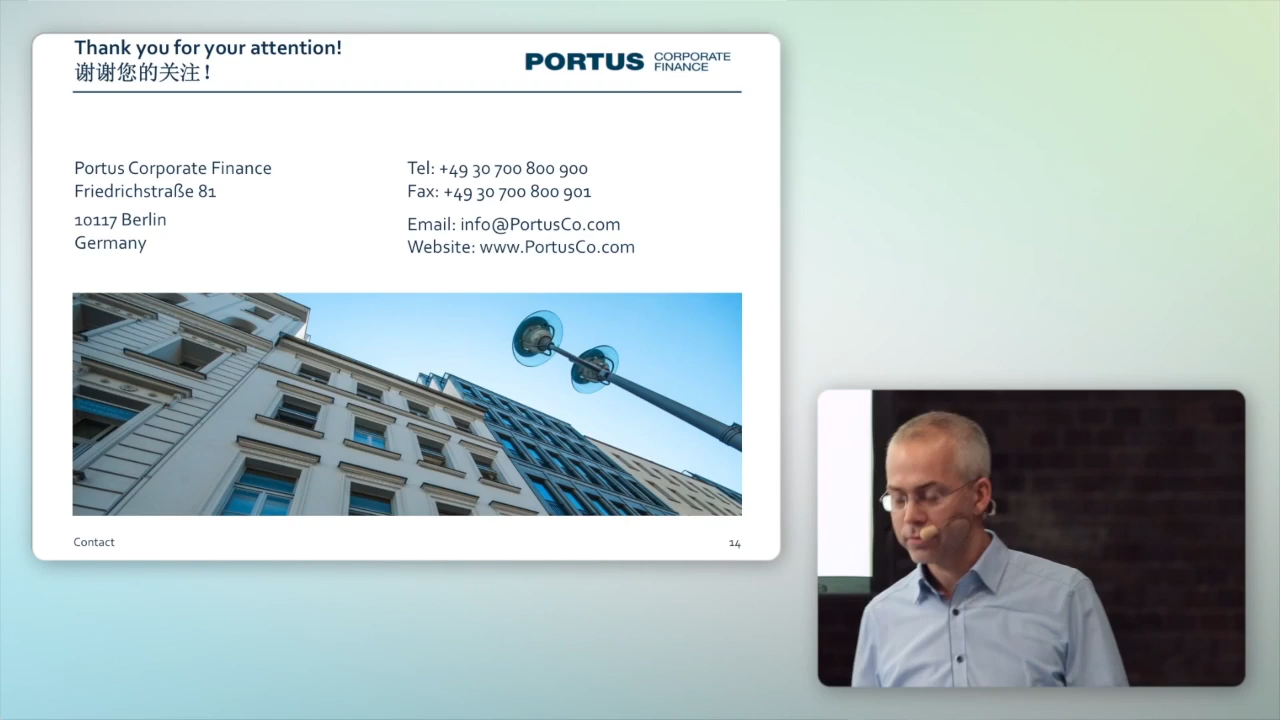 Thank you for your attention!
谢谢您的关注！
PORTUS CORPORATE FINANCE
Portus Corporate Finance
Friedrichstraße 81
10117 Berlin
Germany
Tel: +49 30 700 800 900
Fax: +49 30 700 800 901
Email: info@PortusCo.com
Website: www.PortusCo.com
Contact
14